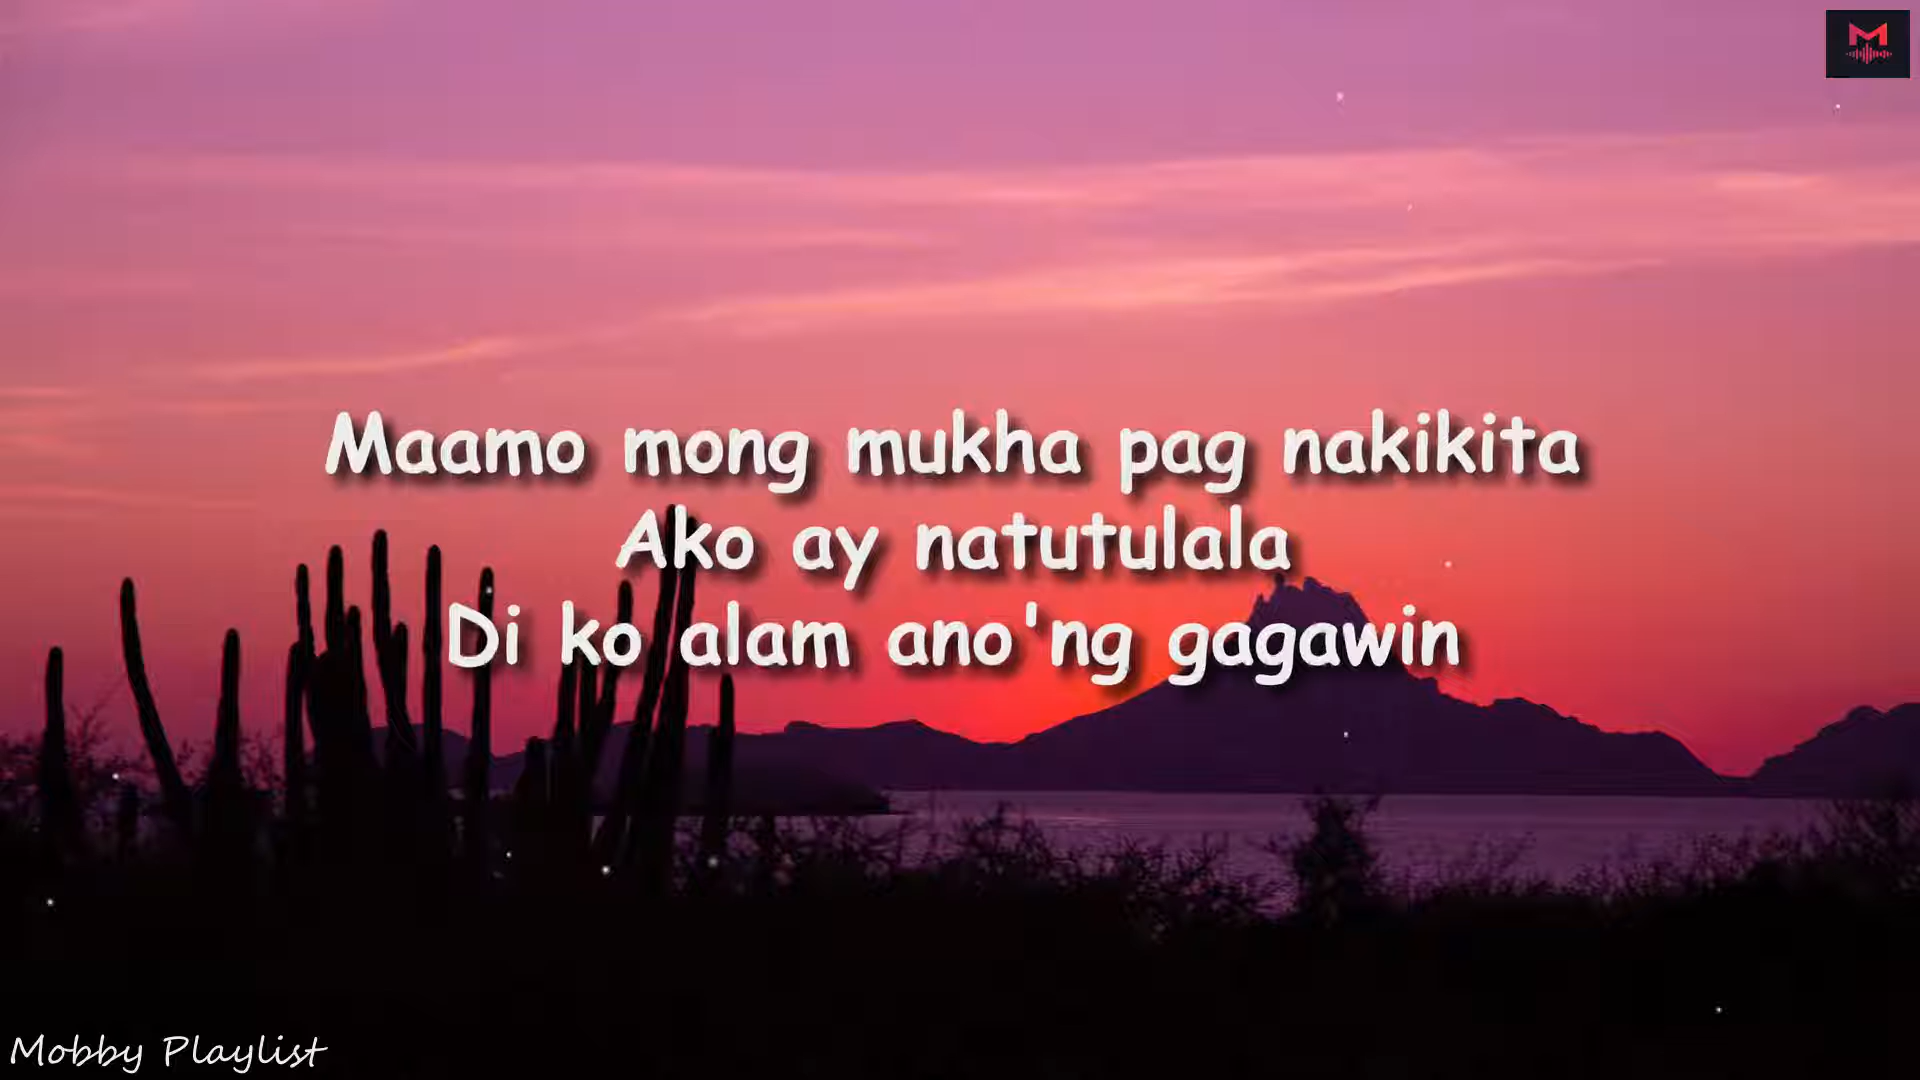 M
Maamo mong mukha pag nakikita
Ako ay natutulala
Di ko alam ano'ng gagawin
Mobby Playlist